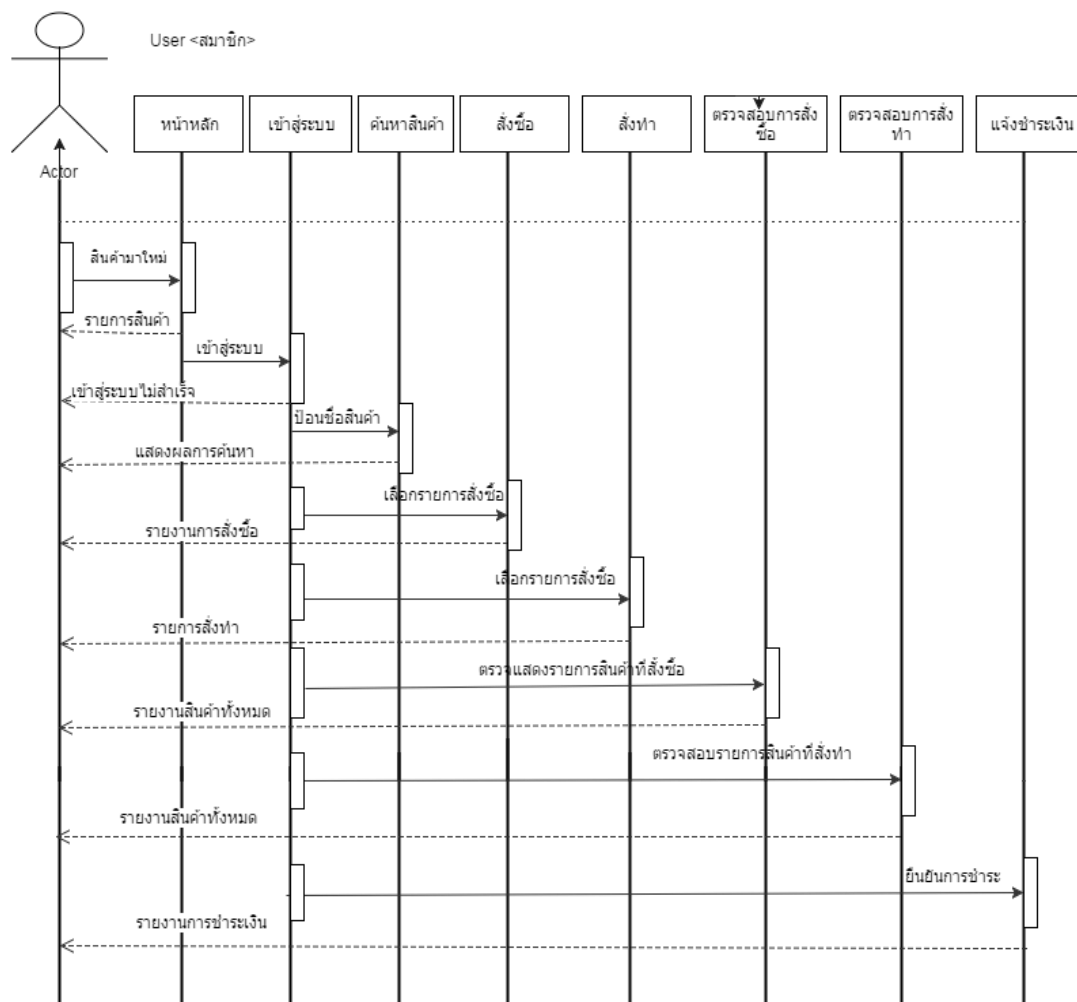 User <สมาชิก>
หน้าหลัก
เข้าสู่ระบบ
ค้นหาสินค้า
สั่งซื้อ
สั่งทำ
ตรวจสอบการสั่ง
ซื้อ
ตรวจสอบการสั่ง
ทำ
แจ้งชำระเงิน
Actor
สินค้ามาใหม่
รายการสินค้า
เข้าสู่ระบบ
เข้าสู่ระบบไม่สำเร็จ
ป้อนชื่อสินค้า
แสดงผลการค้นหา
เลือกรายการสั่งซื้อ
รายงานการสั่งซื้อ
เลือกรายการสั่งซื้อ
รายการสั่งทำ
ตรวจแสดงรายการสินค้าที่สั้งซื้อ
รายงานสินค้าทั้งหมด
ตรวจสอบรายการสินค้าที่สั่งทำ
รายงานสินค้าทั้งหมด
ยืนยันการชำระ
รายงานการชำระเงิน